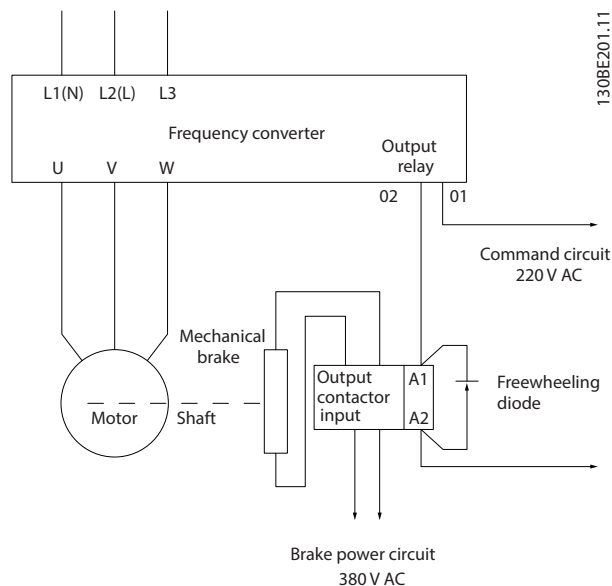 130BE201.11
L1(N) L2(L) L3
Frequency converter
Output
relay
U V W
02 01
Command circuit
220 V AC
Mechanical
brake
Output
contactor
input
A1
A2
Freewheeling
diode
Motor Shaft
Brake power circuit
380 V AC